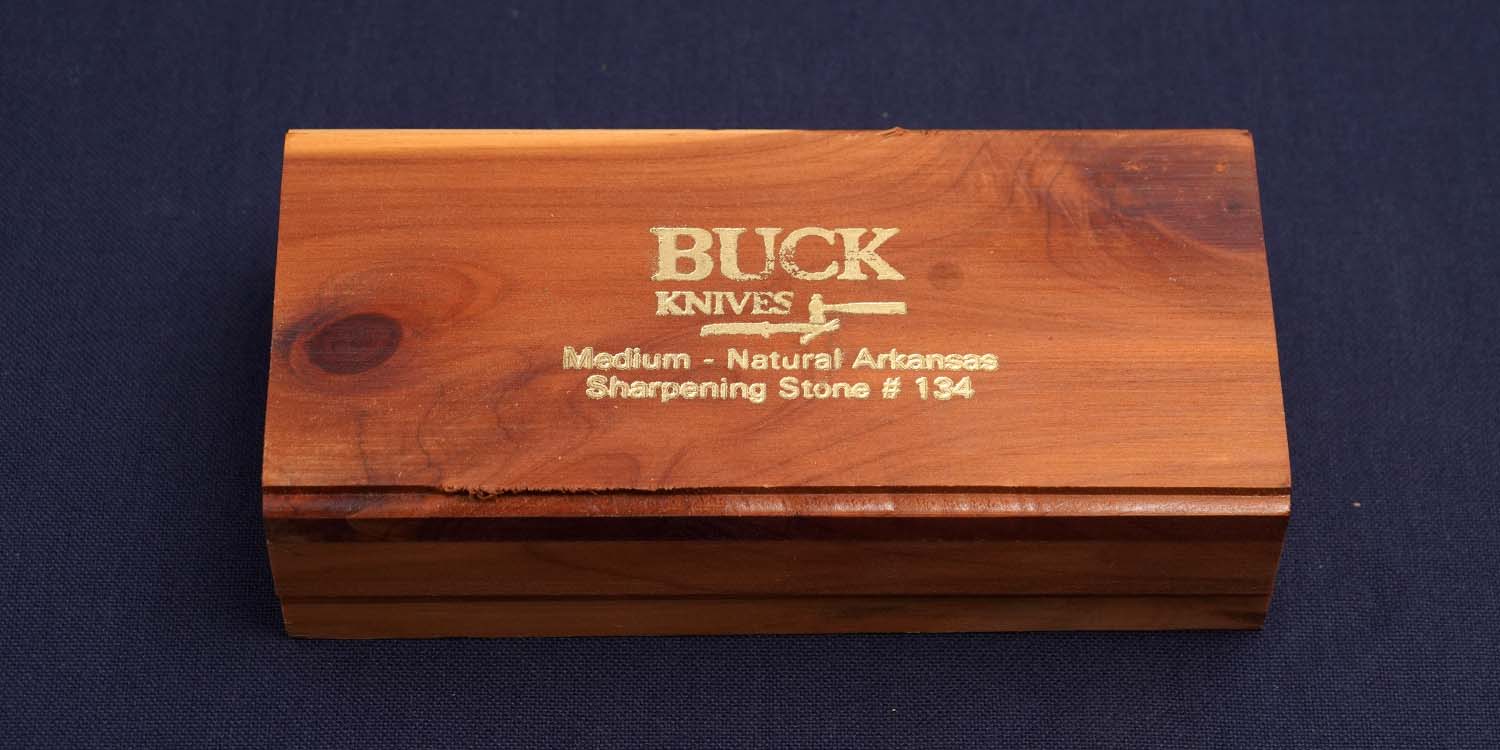 BUCK
KNIVES
Medium - Natural Arkansas
Sharpening Stone # 134